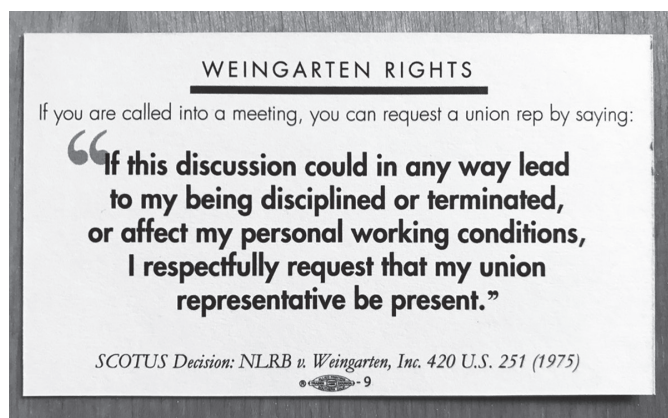 WEINGARTEN RIGHTS
If you are called into a meeting, you can request a union rep by saying:
“If this discussion could in any way lead
to my being disciplined or terminated,
or affect my personal working conditions,
I respectfully request that my union
representative be present.”
SCOTUS Decision: NLRB v. Weingarten, Inc. 420 U.S. 251 (1975)
® - 9